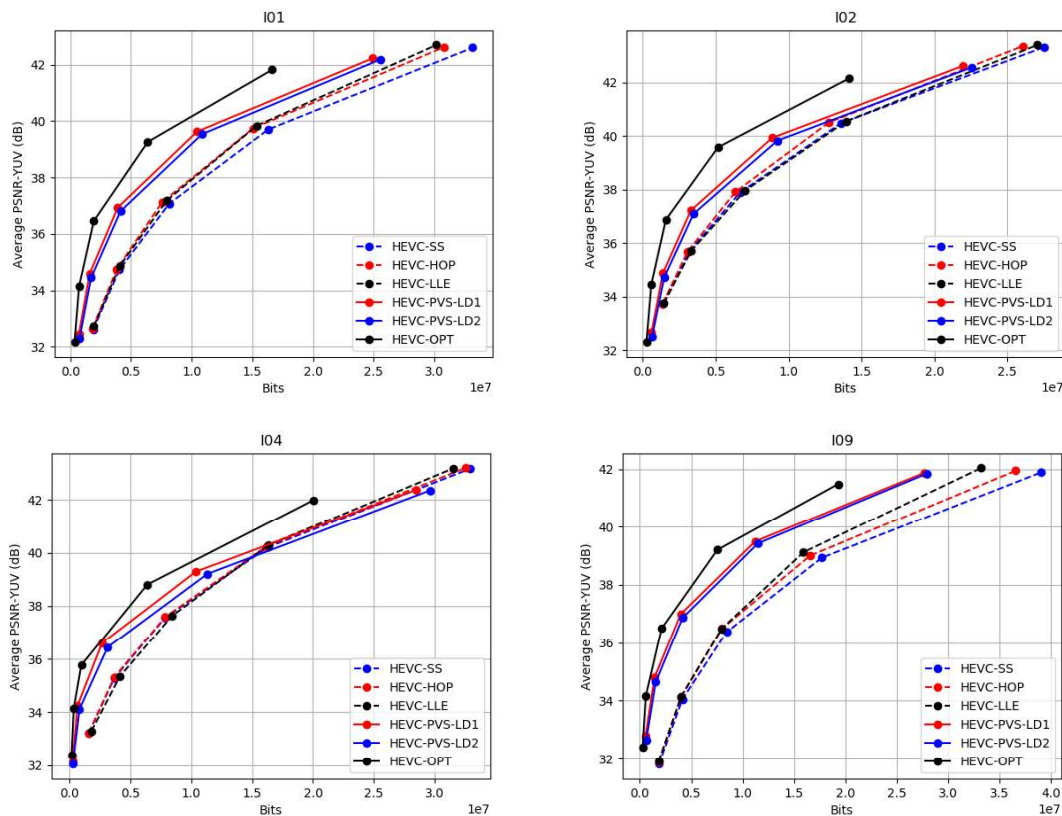 I01
Average PSNR-YUV (dB)
42
40
38
36
34
32
0.0 0.5 1.0 1.5 2.0 2.5 3.0
1e7
Bits
HEVC-SS
HEVC-HOP
HEVC-LLE
HEVC-PVS-LD1
HEVC-PVS-LD2
HEVC-OPT
I02
Average PSNR-YUV (dB)
42
40
38
36
34
32
0.0 0.5 1.0 1.5 2.0 2.5
1e7
Bits
HEVC-SS
HEVC-HOP
HEVC-LLE
HEVC-PVS-LD1
HEVC-PVS-LD2
HEVC-OPT
I04
Average PSNR-YUV (dB)
42
40
38
36
34
32
0.0 0.5 1.0 1.5 2.0 2.5 3.0
1e7
Bits
HEVC-SS
HEVC-HOP
HEVC-LLE
HEVC-PVS-LD1
HEVC-PVS-LD2
HEVC-OPT
I09
Average PSNR-YUV (dB)
42
40
38
36
34
32
0.0 0.5 1.0 1.5 2.0 2.5 3.0 3.5 4.0
1e7
Bits
HEVC-SS
HEVC-HOP
HEVC-LLE
HEVC-PVS-LD1
HEVC-PVS-LD2
HEVC-OPT